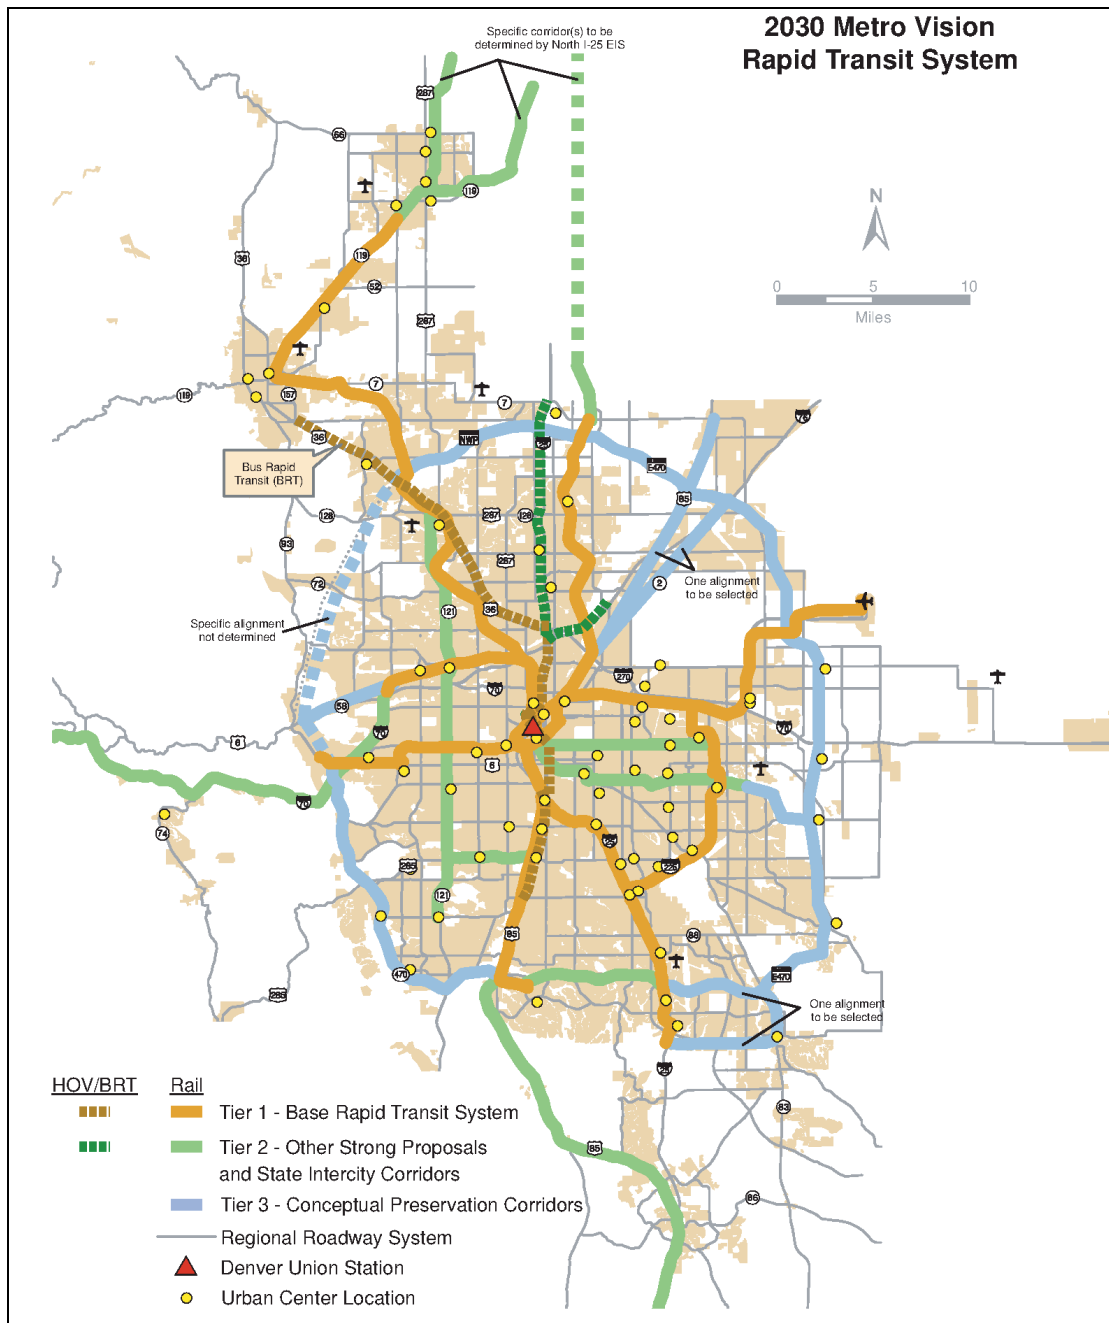 2030 Metro Vision
Rapid Transit System
Specific corridor(s) to be
determined by North I-25 EIS
287
66
119
N
36
119
52
0 5 10
Miles
287
7
119
157
7
76
36
NWP
25
E470
Bus Rapid
Transit (BRT)
85
128
287
128
93
287
One alignment
to be selected
72
2
36
121
Specific alignment
not determined
270
70
58
70
70
6
6
70
74
25
285
225
121
85
88
470
E470
285
One alignment
to be selected
25
HOV/BRT
Rail
83
Tier 1 - Base Rapid Transit System
Tier 2 - Other Strong Proposals
and State Intercity Corridors
85
86
Tier 3 - Conceptual Preservation Corridors
Regional Roadway System
Denver Union Station
Urban Center Location